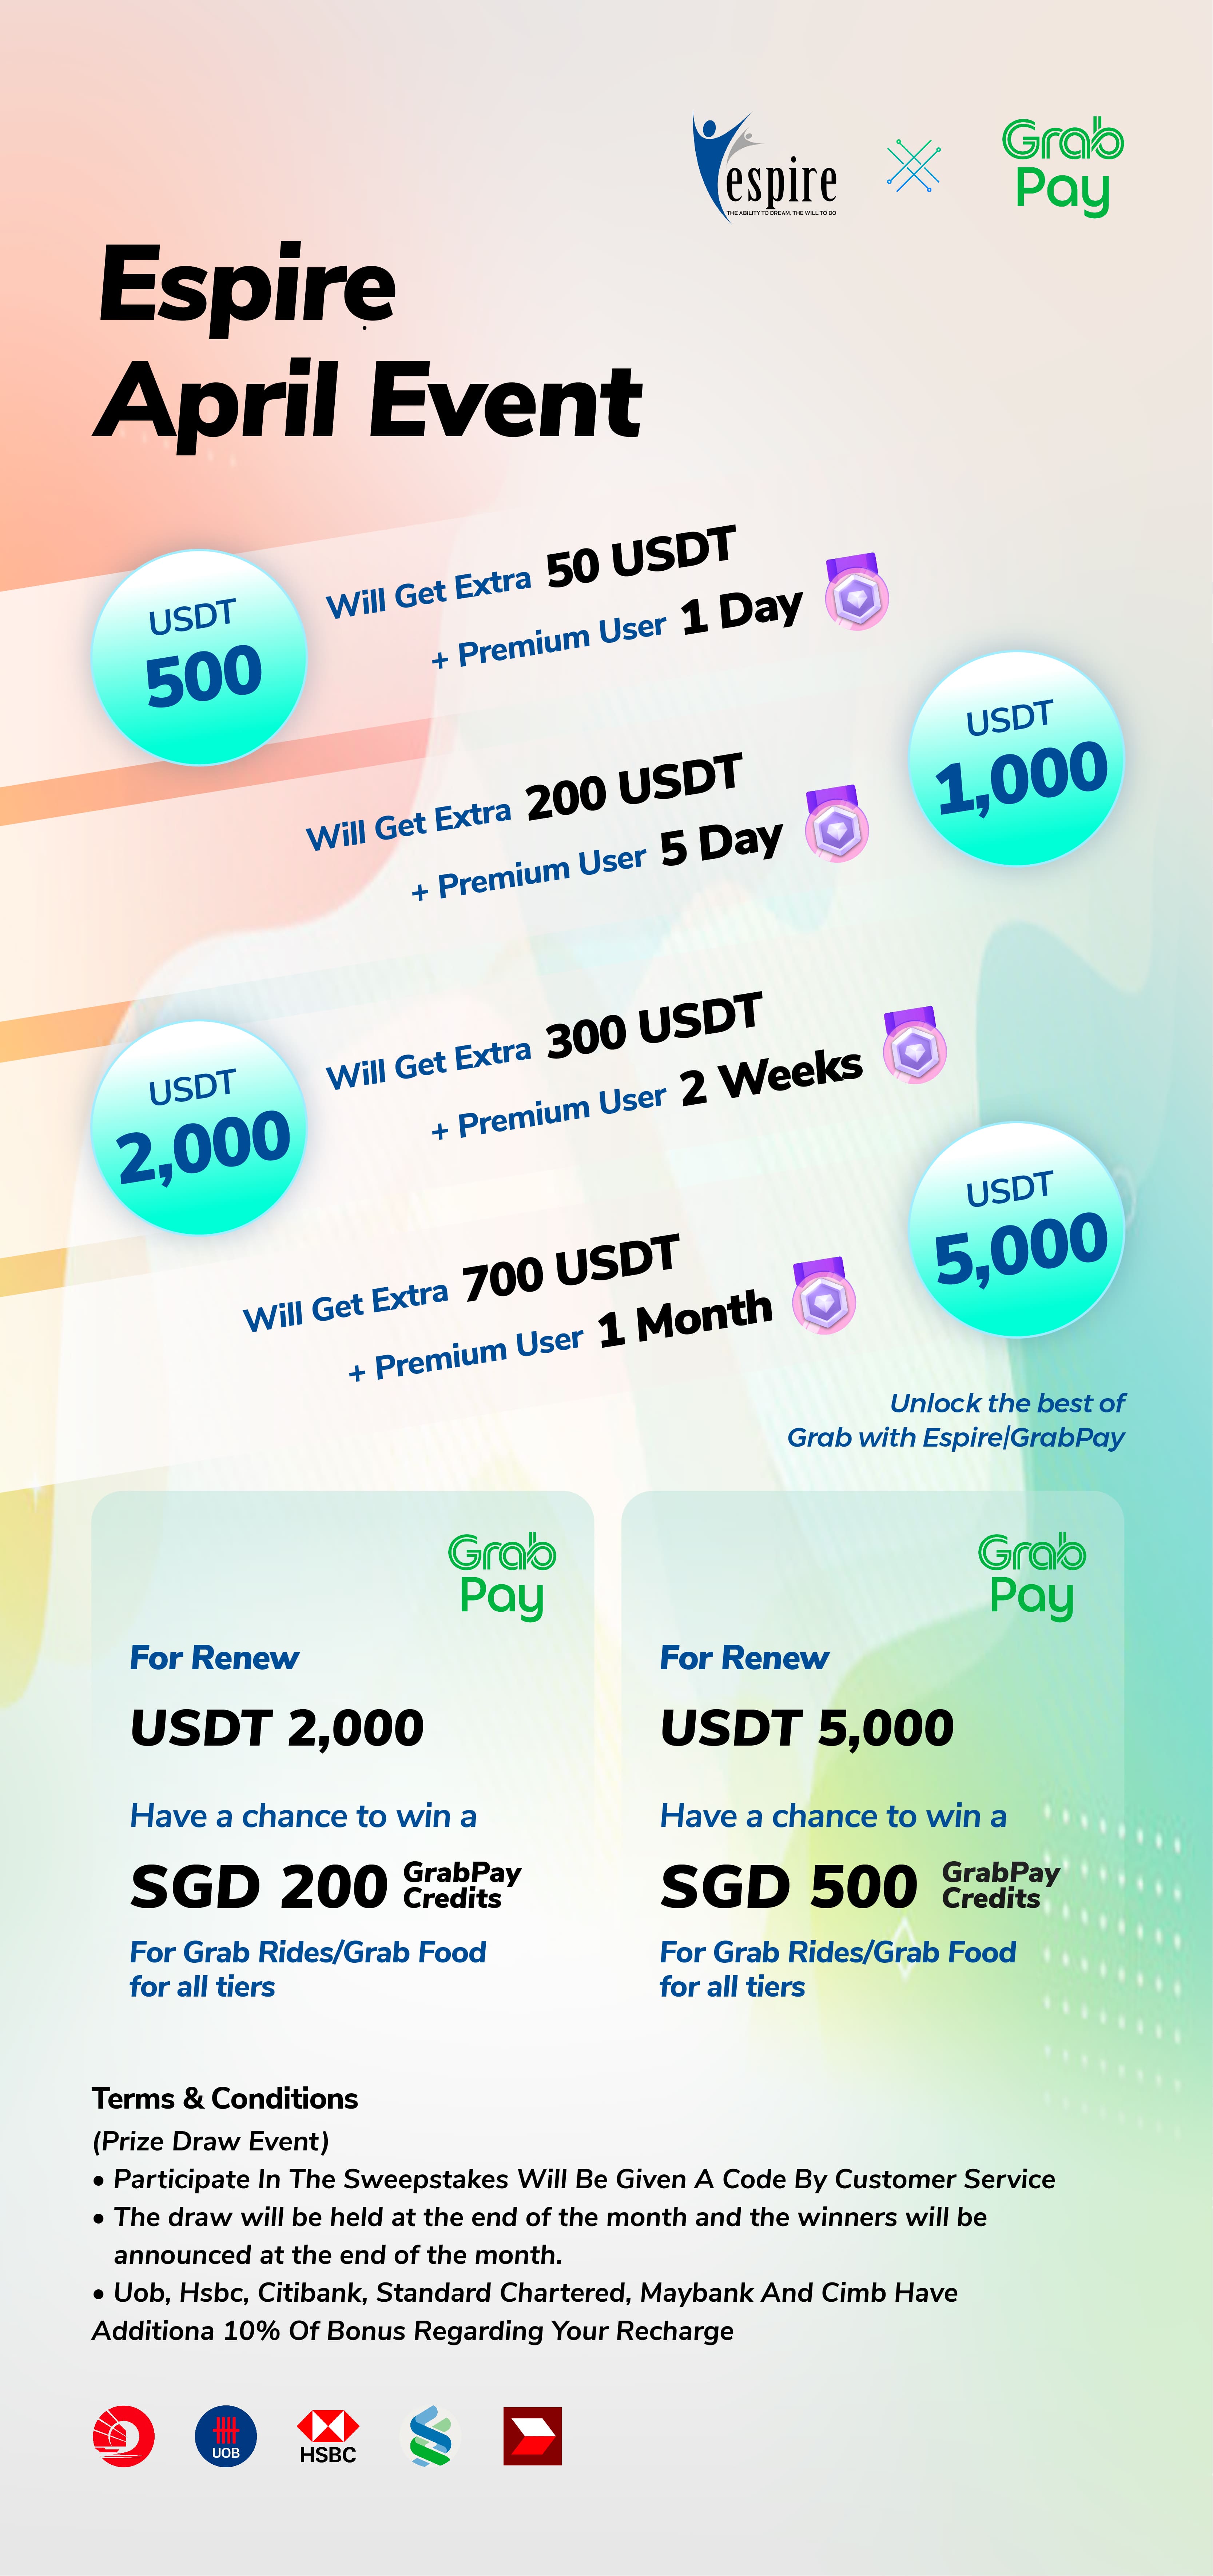 espire
THE ABILITY TO DREAM, THE WILL TO DO
Grab
Pay
Espire
April Event
USDT
500
Will Get Extra 50 USDT
+ Premium User 1 Day
USDT
1,000
Will Get Extra 200 USDT
+ Premium User 5 Day
USDT
2,000
Will Get Extra 300 USDT
+ Premium User 2 Weeks
USDT
5,000
Will Get Extra 700 USDT
+ Premium User 1 Month
Unlock the best of
Grab with Espire/GrabPay
Grab
Pay
For Renew
USDT 2,000
Have a chance to win a
SGD 200 GrabPay
Credits
For Grab Rides/Grab Food
for all tiers
Grab
Pay
For Renew
USDT 5,000
Have a chance to win a
SGD 500 GrabPay
Credits
For Grab Rides/Grab Food
for all tiers
Terms & Conditions
(Prize Draw Event)
• Participate In The Sweepstakes Will Be Given A Code By Customer Service
• The draw will be held at the end of the month and the winners will be
announced at the end of the month.
• Uob, Hsbc, Citibank, Standard Chartered, Maybank And Cimb Have
Additiona 10% Of Bonus Regarding Your Recharge
UOB
HSBC